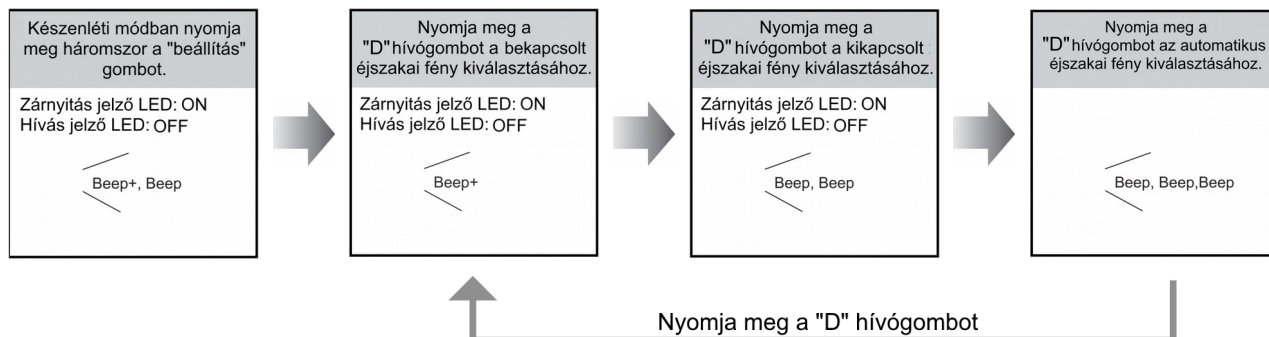 Készenléti módban nyomja
meg háromszor a "beállítás"
gombot.
Zárnyitás jelző LED: ON
Hívás jelző LED: OFF
Beep+, Beep
Nyomja meg a
"D" hívógombot a bekapcsolt
éjszakai fény kiválasztásához.
Zárnyitás jelző LED: ON
Hívás jelző LED: OFF
Beep+
Nyomja meg a
"D" hívógombot a kikapcsolt
éjszakai fény kiválasztásához.
Zárnyitás jelző LED: ON
Hívás jelző LED: OFF
Beep, Beep
Nyomja meg a
"D" hívógombot az automatikus
éjszakai fény kiválasztásához.
Beep, Beep,Beep
Nyomja meg a "D" hívógombot